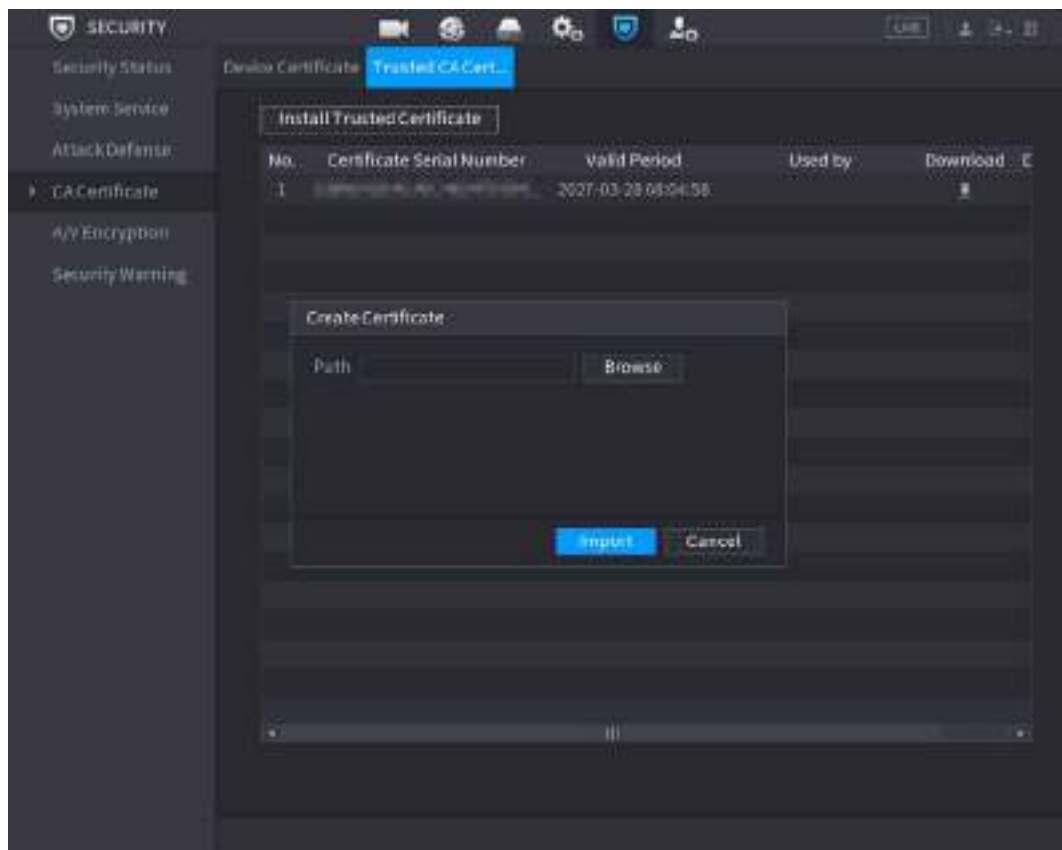 SECURITY
LIVE
Security Status
Device Certificate
Trusted CA Cert...
System Service
Install Trusted Certificate
Attack Defense
No.
Certificate Serial Number
Valid Period
Used by
Download
CA Certificate
1
2027-03-28 08:04:58
A/V Encryption
Security Warning
Create Certificate
Path
Browse
Import
Cancel